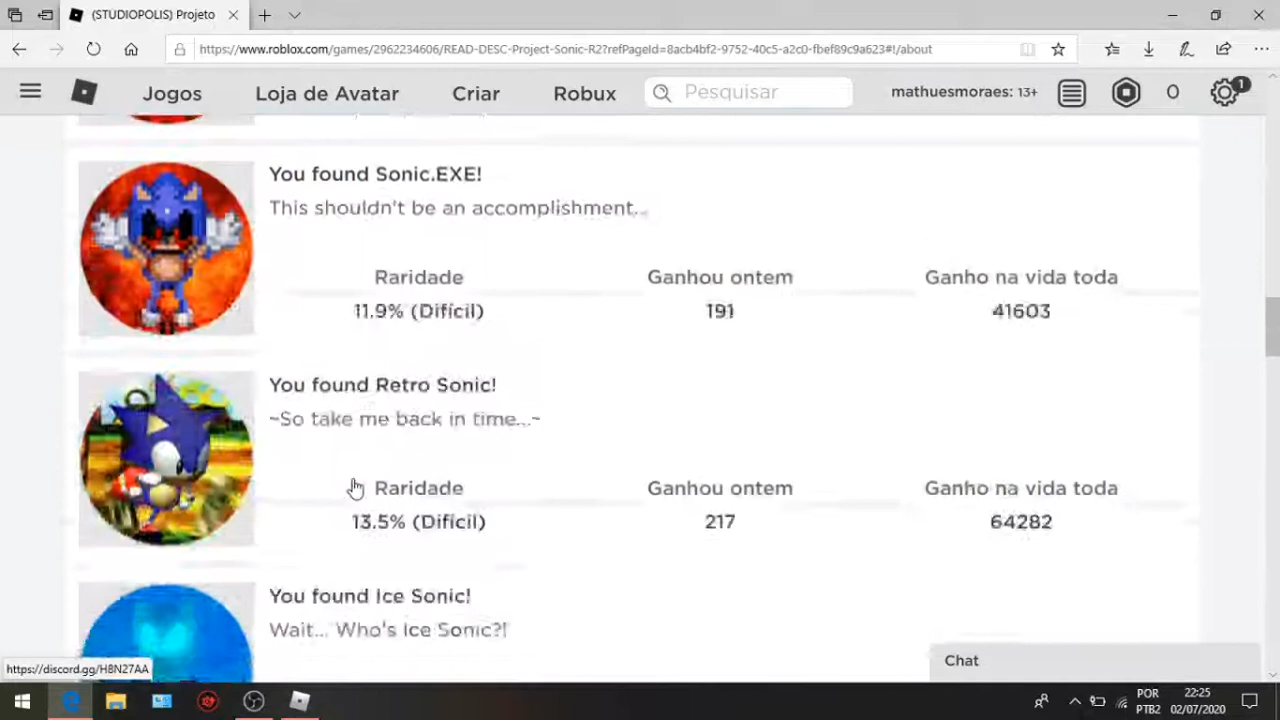 (STUDIOPOLIS) Projeto
https://www.roblox.com/games/2962234606/READ-DESC-Project-Sonic-R2?refPageId=8acb4bf2-9752-40c5-a2c0-fbef89c9a623#!/about
Jogos Loja de Avatar Criar Robux Pesquisar mathuesmoraes: 13+ 0 1
You found Sonic.EXE!
This shouldn't be an accomplishment...
Raridade Ganhou ontem Ganho na vida toda
11.9% (Difícil) 191 41603
You found Retro Sonic!
~So take me back in time...~
Raridade Ganhou ontem Ganho na vida toda
13.5% (Difícil) 217 64282
You found Ice Sonic!
Wait... Who's Ice Sonic?!
Chat
https://discord.gg/H8N27AA
POR 22:25
PTB2 02/07/2020